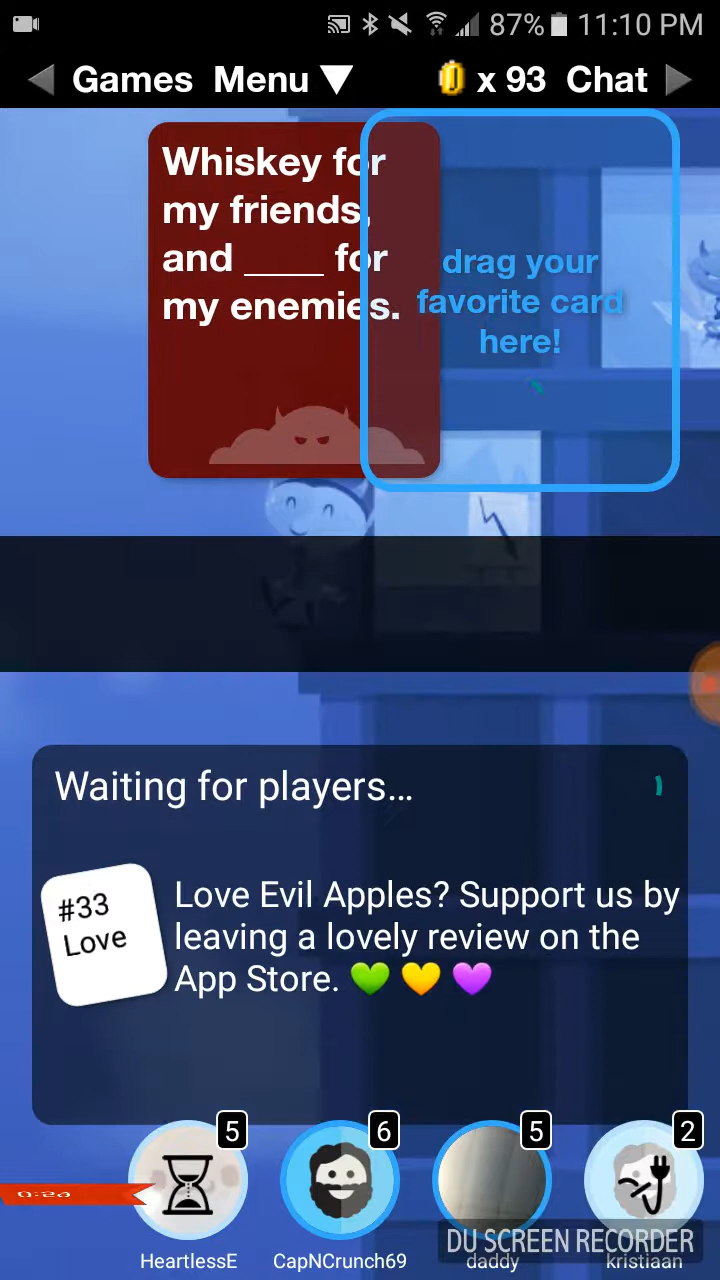 87% 11:10 PM
Games Menu x 93 Chat
Whiskey for
my friends,
and ____ for
my enemies.
drag your
favorite card
here!
Waiting for players...
#33
Love
Love Evil Apples? Support us by
leaving a lovely review on the
App Store. 💚 💛 💜
5 6 5 2
0:20
DU SCREEN RECORDER
HeartlessE CapNCrunch69 daddy kristiaan